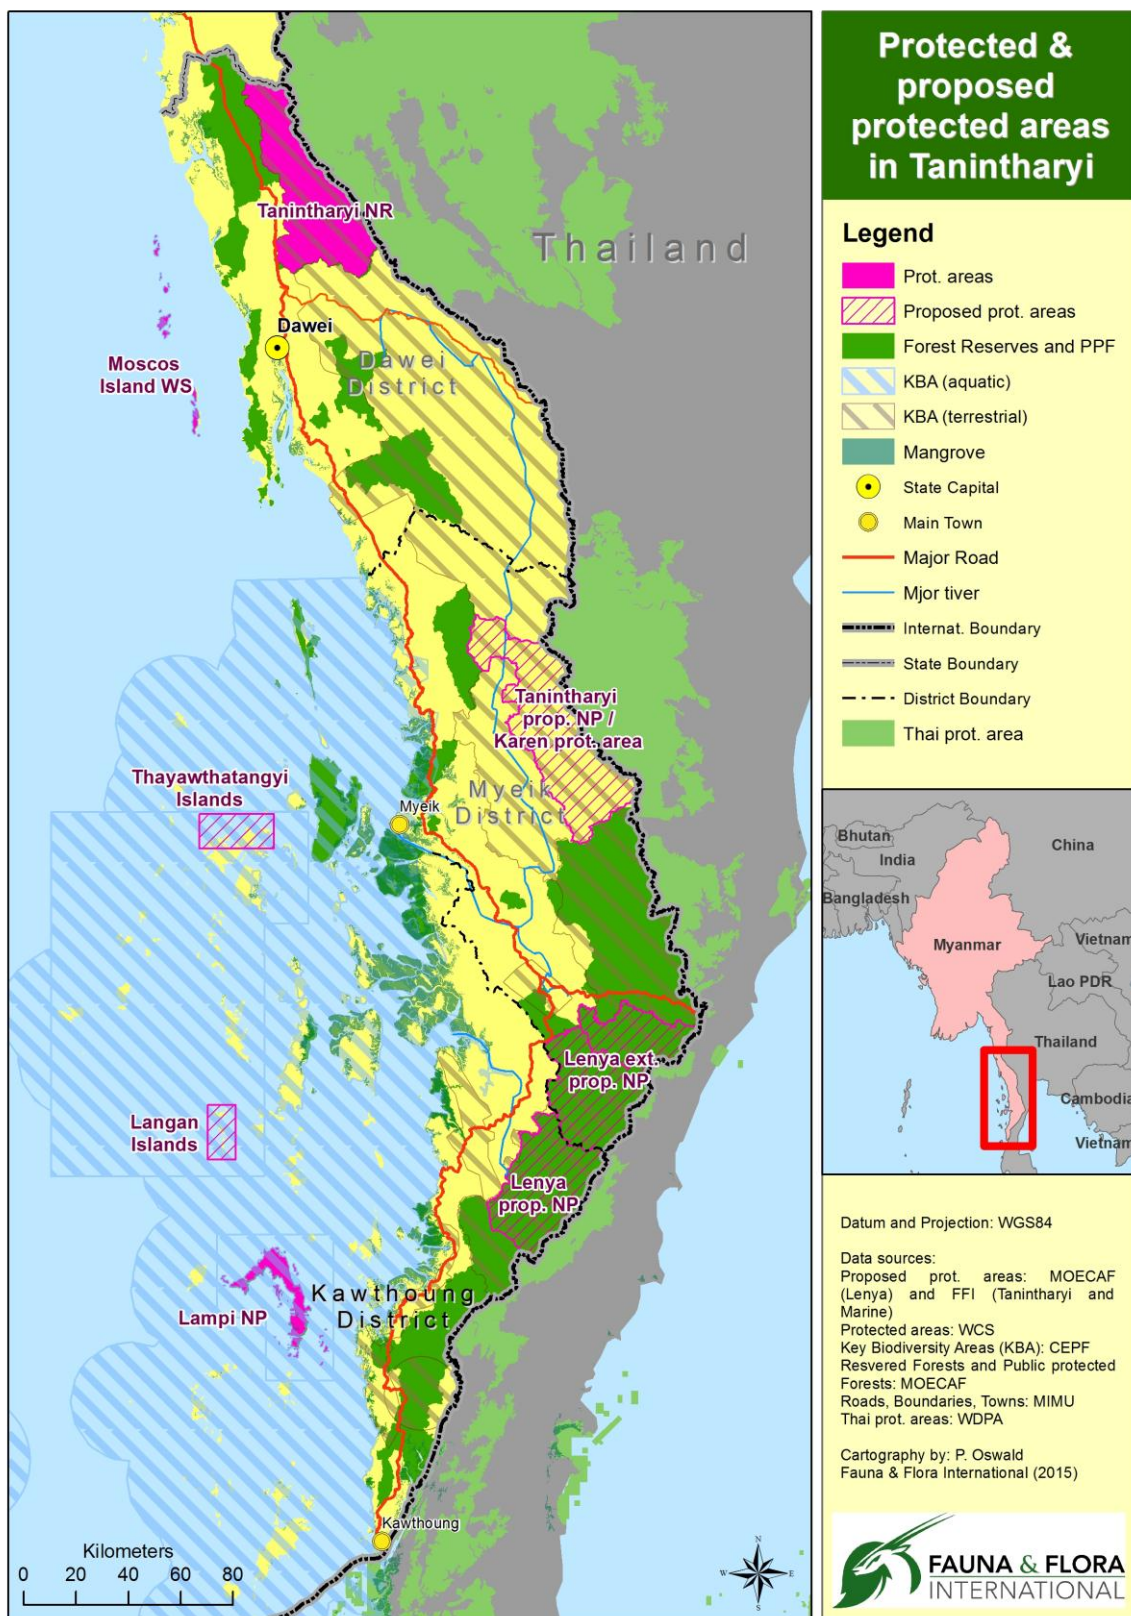 Protected &
proposed
protected areas
in Tanintharyi
Legend
Prot. areas
Proposed prot. areas
Forest Reserves and PPF
KBA (aquatic)
KBA (terrestrial)
Mangrove
State Capital
Main Town
Major Road
Mjor tiver
Internat. Boundary
State Boundary
District Boundary
Thai prot. area
Tanintharyi NR
Thailand
Dawei
Dawei
District
Moscos
Island WS
Tanintharyi
prop. NP /
Karen prot. area
Thayawthatangyi
Islands
Myeik
Myeik
District
Lenya ext.
prop. NP
Langan
Islands
Lenya
prop. NP
Lampi NP
Kawthoung
District
Kawthoung
Kilometers
0 20 40 60 80
N
W E
S
Bhutan
China
India
Bangladesh
Myanmar
Vietnam
Lao PDR
Thailand
Cambodia
Vietnam
Datum and Projection: WGS84
Data sources:
Proposed prot. areas: MOECAF
(Lenya) and FFI (Tanintharyi and
Marine)
Protected areas: WCS
Key Biodiversity Areas (KBA): CEPF
Resvered Forests and Public protected
Forests: MOECAF
Roads, Boundaries, Towns: MIMU
Thai prot. areas: WDPA
Cartography by: P. Oswald
Fauna & Flora International (2015)
FAUNA & FLORA
INTERNATIONAL